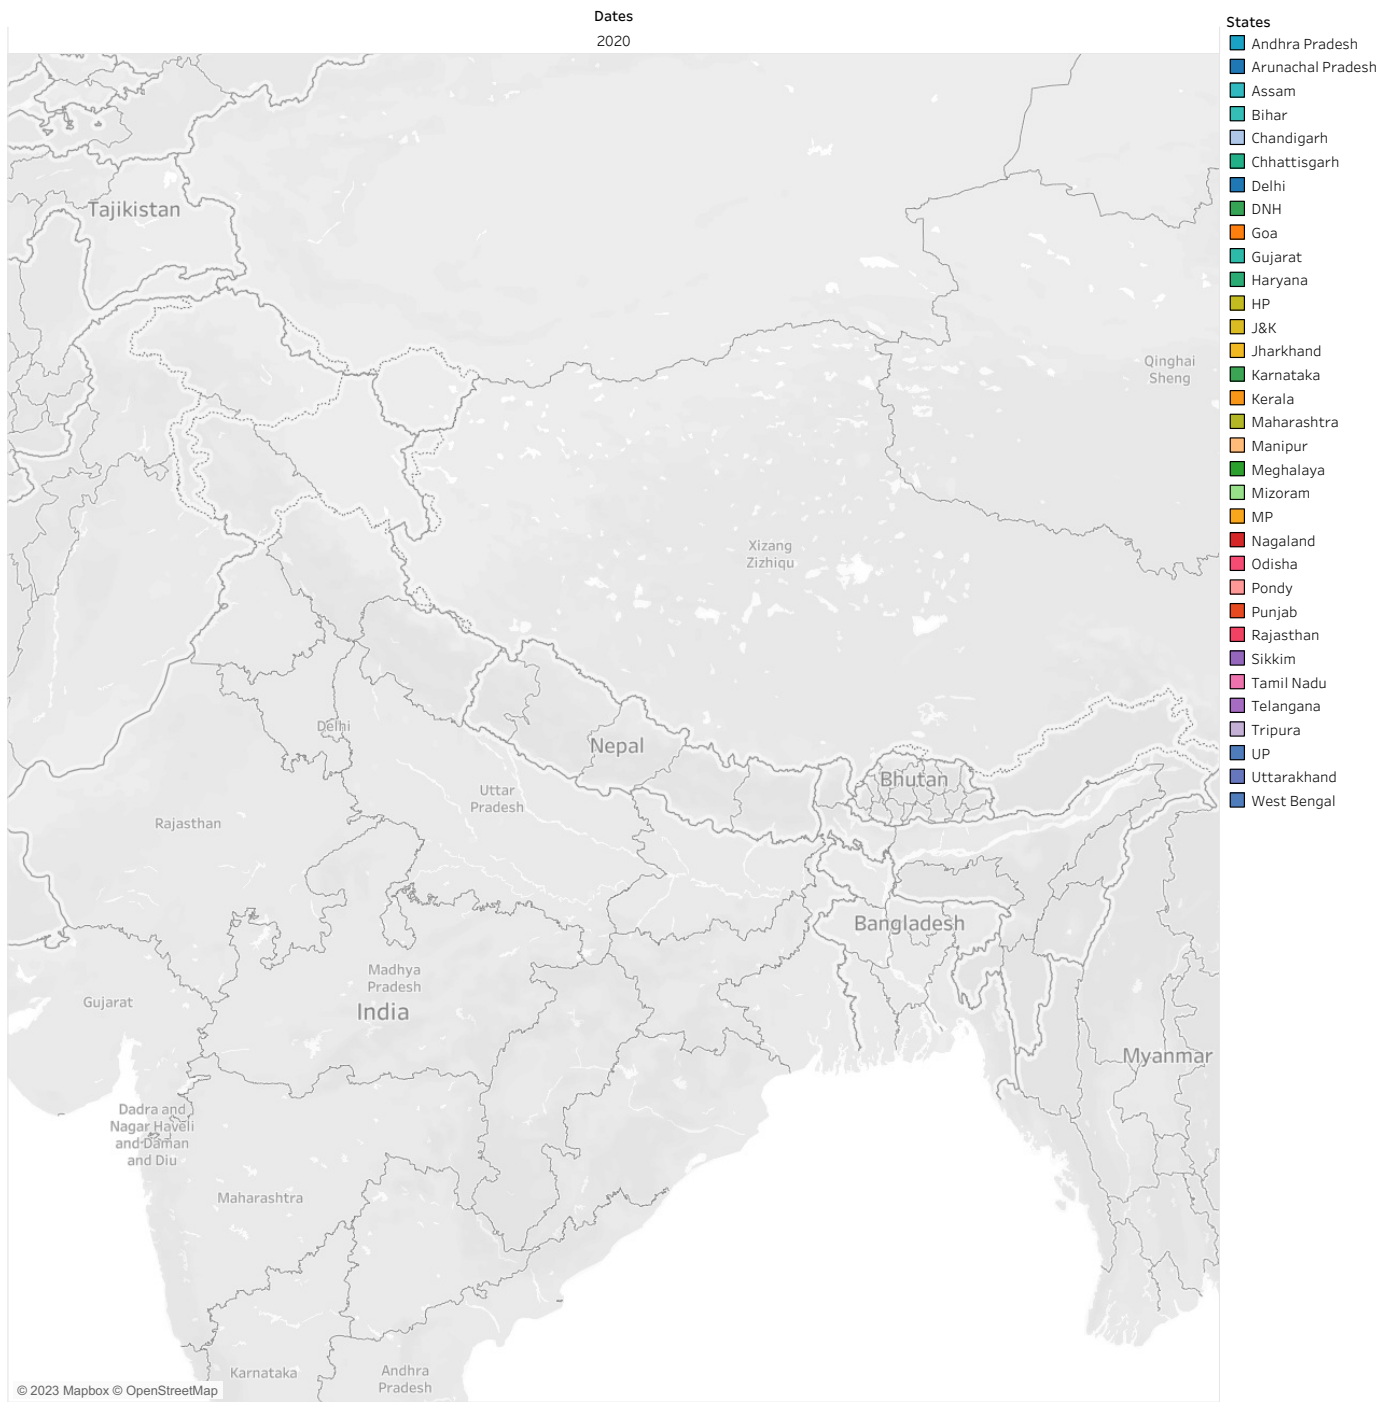 Dates
2020
States
Andhra Pradesh
Arunachal Pradesh
Assam
Bihar
Chandigarh
Chhattisgarh
Delhi
DNH
Goa
Gujarat
Haryana
HP
J&K
Jharkhand
Karnataka
Kerala
Maharashtra
Manipur
Meghalaya
Mizoram
MP
Nagaland
Odisha
Pondy
Punjab
Rajasthan
Sikkim
Tamil Nadu
Telangana
Tripura
UP
Uttarakhand
West Bengal
Tajikistan
Qinghai
Sheng
Xizang
Zizhiqu
Delhi
Nepal
Bhutan
Uttar
Pradesh
Rajasthan
Bangladesh
Madhya
Pradesh
Gujarat
India
Myanmar
Dadra and
Nagar Haveli
and Daman
and Diu
Maharashtra
Karnataka
Andhra
Pradesh
© 2023 Mapbox © OpenStreetMap